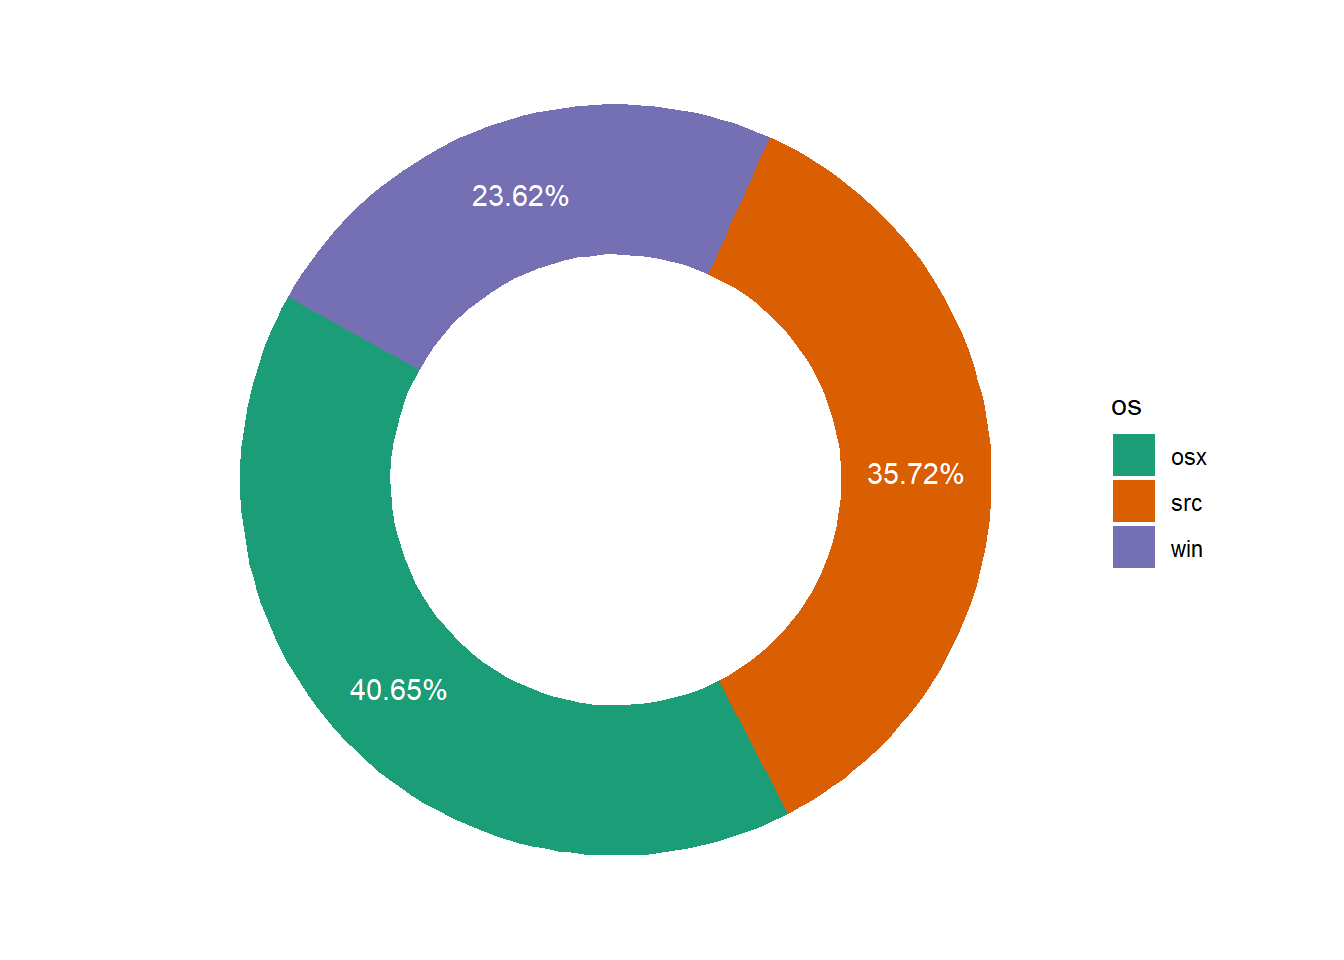 23.62%
35.72%
40.65%
os
osx
src
win